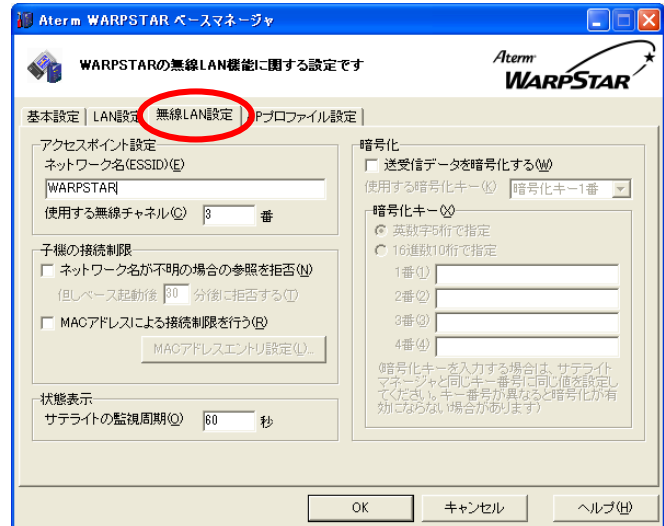 Aterm WARPSTAR ベースマネージャ
WARPSTARの無線LAN機能に関する設定です
Aterm
WARPSTAR
基本設定
LAN設定
無線LAN設定
Pプロファイル設定
アクセスポイント設定
ネットワーク名(ESSID)(E)
WARPSTAR
使用する無線チャネル(C) 3 番
子機の接続制限
ネットワーク名が不明の場合の参照を拒否(N)
但しベース起動後 30 分後に拒否する(T)
MACアドレスによる接続制限を行う(R)
MACアドレスエントリ設定(L)...
状態表示
サテライトの監視周期(O) 60 秒
暗号化
送受信データを暗号化する(W)
使用する暗号化キー(K) 暗号化キー1番
暗号化キー(X)
英数字5桁で指定
16進数10桁で指定
1番(1)
2番(2)
3番(3)
4番(4)
(暗号化キーを入力する場合は、サテライト
マネージャと同じキー番号に同じ値を設定し
てください。キー番号が異なると暗号化が有
効にならない場合があります)
OK
キャンセル
ヘルプ(H)